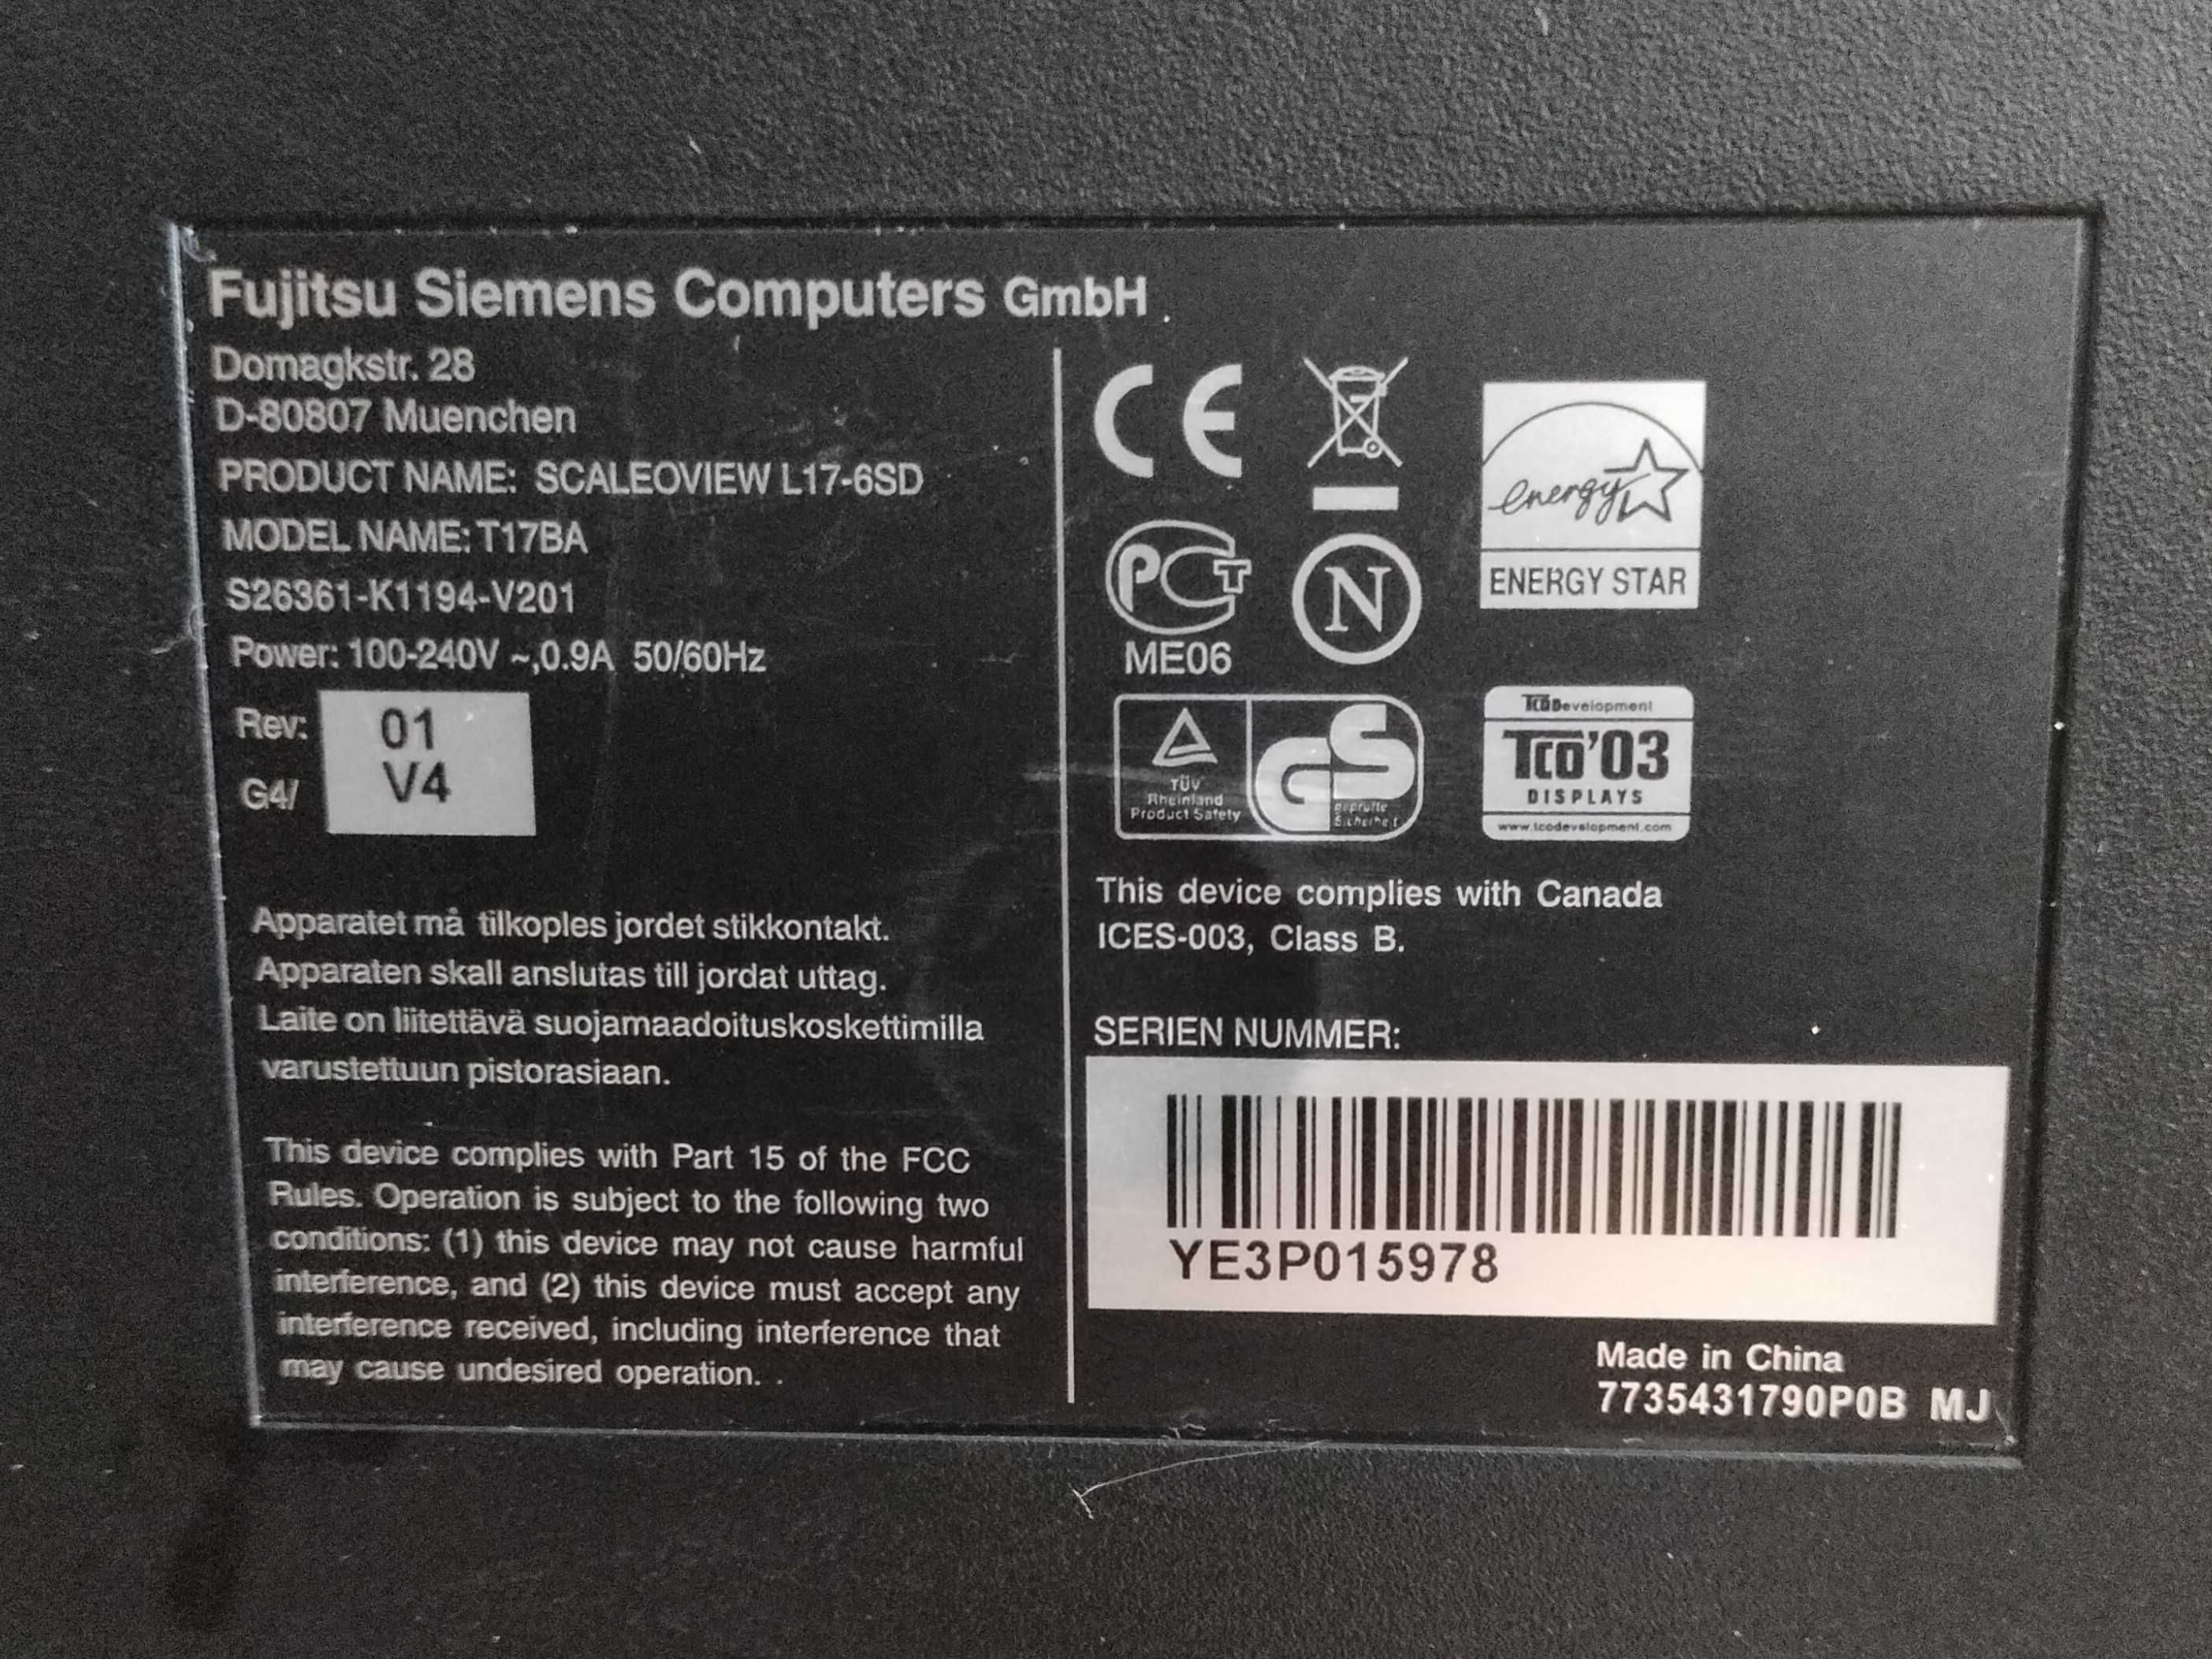 Fujitsu Siemens Computers GmbH
Domagkstr. 28
D-80807 Muenchen
PRODUCT NAME: SCALEOVIEW L17-6SD
MODEL NAME: T17BA
S26361-K1194-V201
Power: 100-240V ~,0.9A 50/60Hz
Rev: 01
G4/ V4
Apparatet må tilkoples jordet stikkontakt.
Apparaten skall anslutas till jordat uttag.
Laite on liitettävä suojamaadoituskoskettimilla
varustettuun pistorasiaan.
This device complies with Part 15 of the FCC
Rules. Operation is subject to the following two
conditions: (1) this device may not cause harmful
interference, and (2) this device must accept any
interference received, including interference that
may cause undesired operation. .
CE
energy
ENERGY STAR
PCT
ME06
N
TÜV
Rheinland
Product Safety
GS
geprüfte
Sicherheit
TCO Development
TCO'03
DISPLAYS
www.tcodevelopment.com
This device complies with Canada
ICES-003, Class B.
SERIEN NUMMER:
YE3P015978
Made in China
7735431790P0B MJ